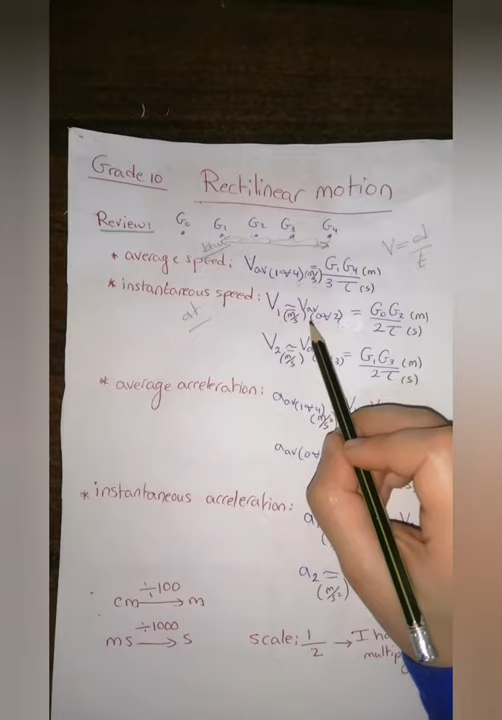 Grade 10 Rectilinear motion
Review: G₀ G₁ G₂ G₃ G₄
V = d/t
* average speed: Vav(1→4) (m/s) = G₁G₄ (m) / 3τ (s)
* instantaneous speed: V₁ (m/s) ≈ Vav(0→2) = G₀G₂ (m) / 2τ (s)
at
V₂ (m/s) ≈ = G₁G₃ (m) / 2τ (s)
* average acceleration: aav(1→4) (m/s²)
aav(0→
* instantaneous acceleration:
a₂ ≈
(m/s²)
cm ÷100 → m
ms ÷1000 → s
scale: 1/2 → I